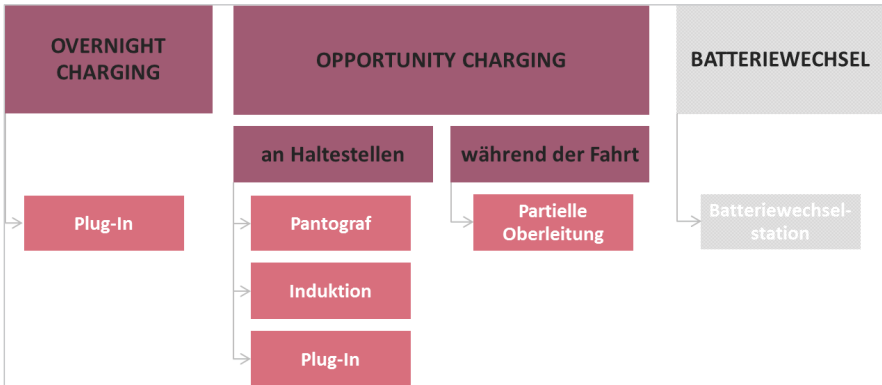 OVERNIGHT
CHARGING
OPPORTUNITY CHARGING
BATTERIEWECHSEL
an Haltestellen
während der Fahrt
Plug-In
Pantograf
Partielle
Oberleitung
Batteriewechsel-
station
Induktion
Plug-In